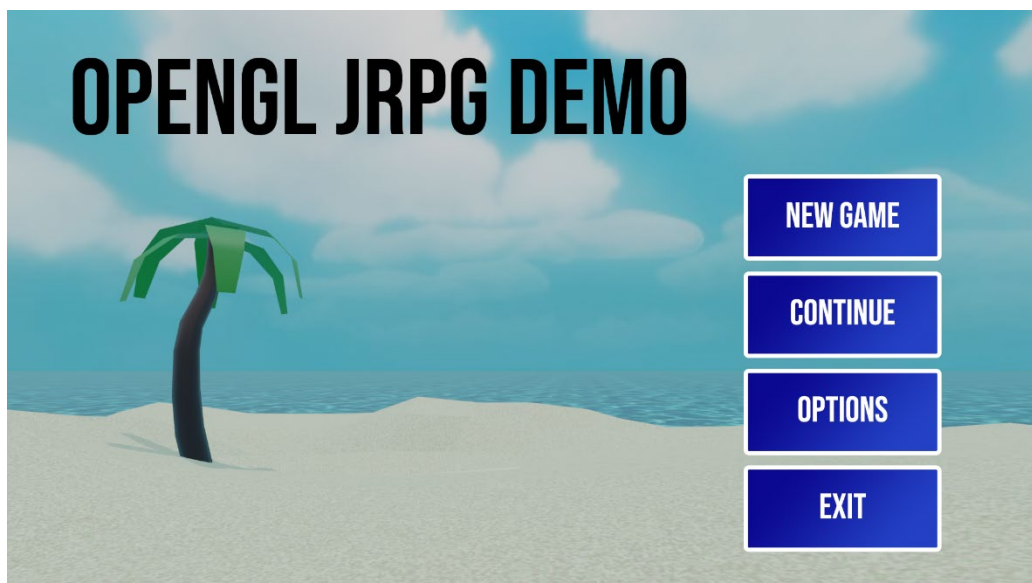 OPENGL JRPG DEMO
NEW GAME
CONTINUE
OPTIONS
EXIT